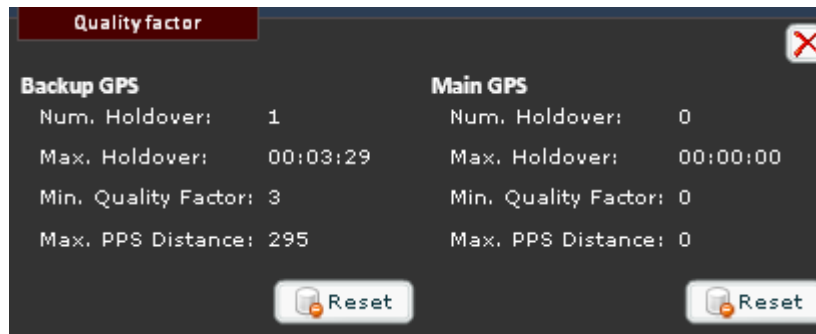 Quality factor
Backup GPS
Num. Holdover: 1
Max. Holdover: 00:03:29
Min. Quality Factor: 3
Max. PPS Distance: 295
Reset
Main GPS
Num. Holdover: 0
Max. Holdover: 00:00:00
Min. Quality Factor: 0
Max. PPS Distance: 0
Reset